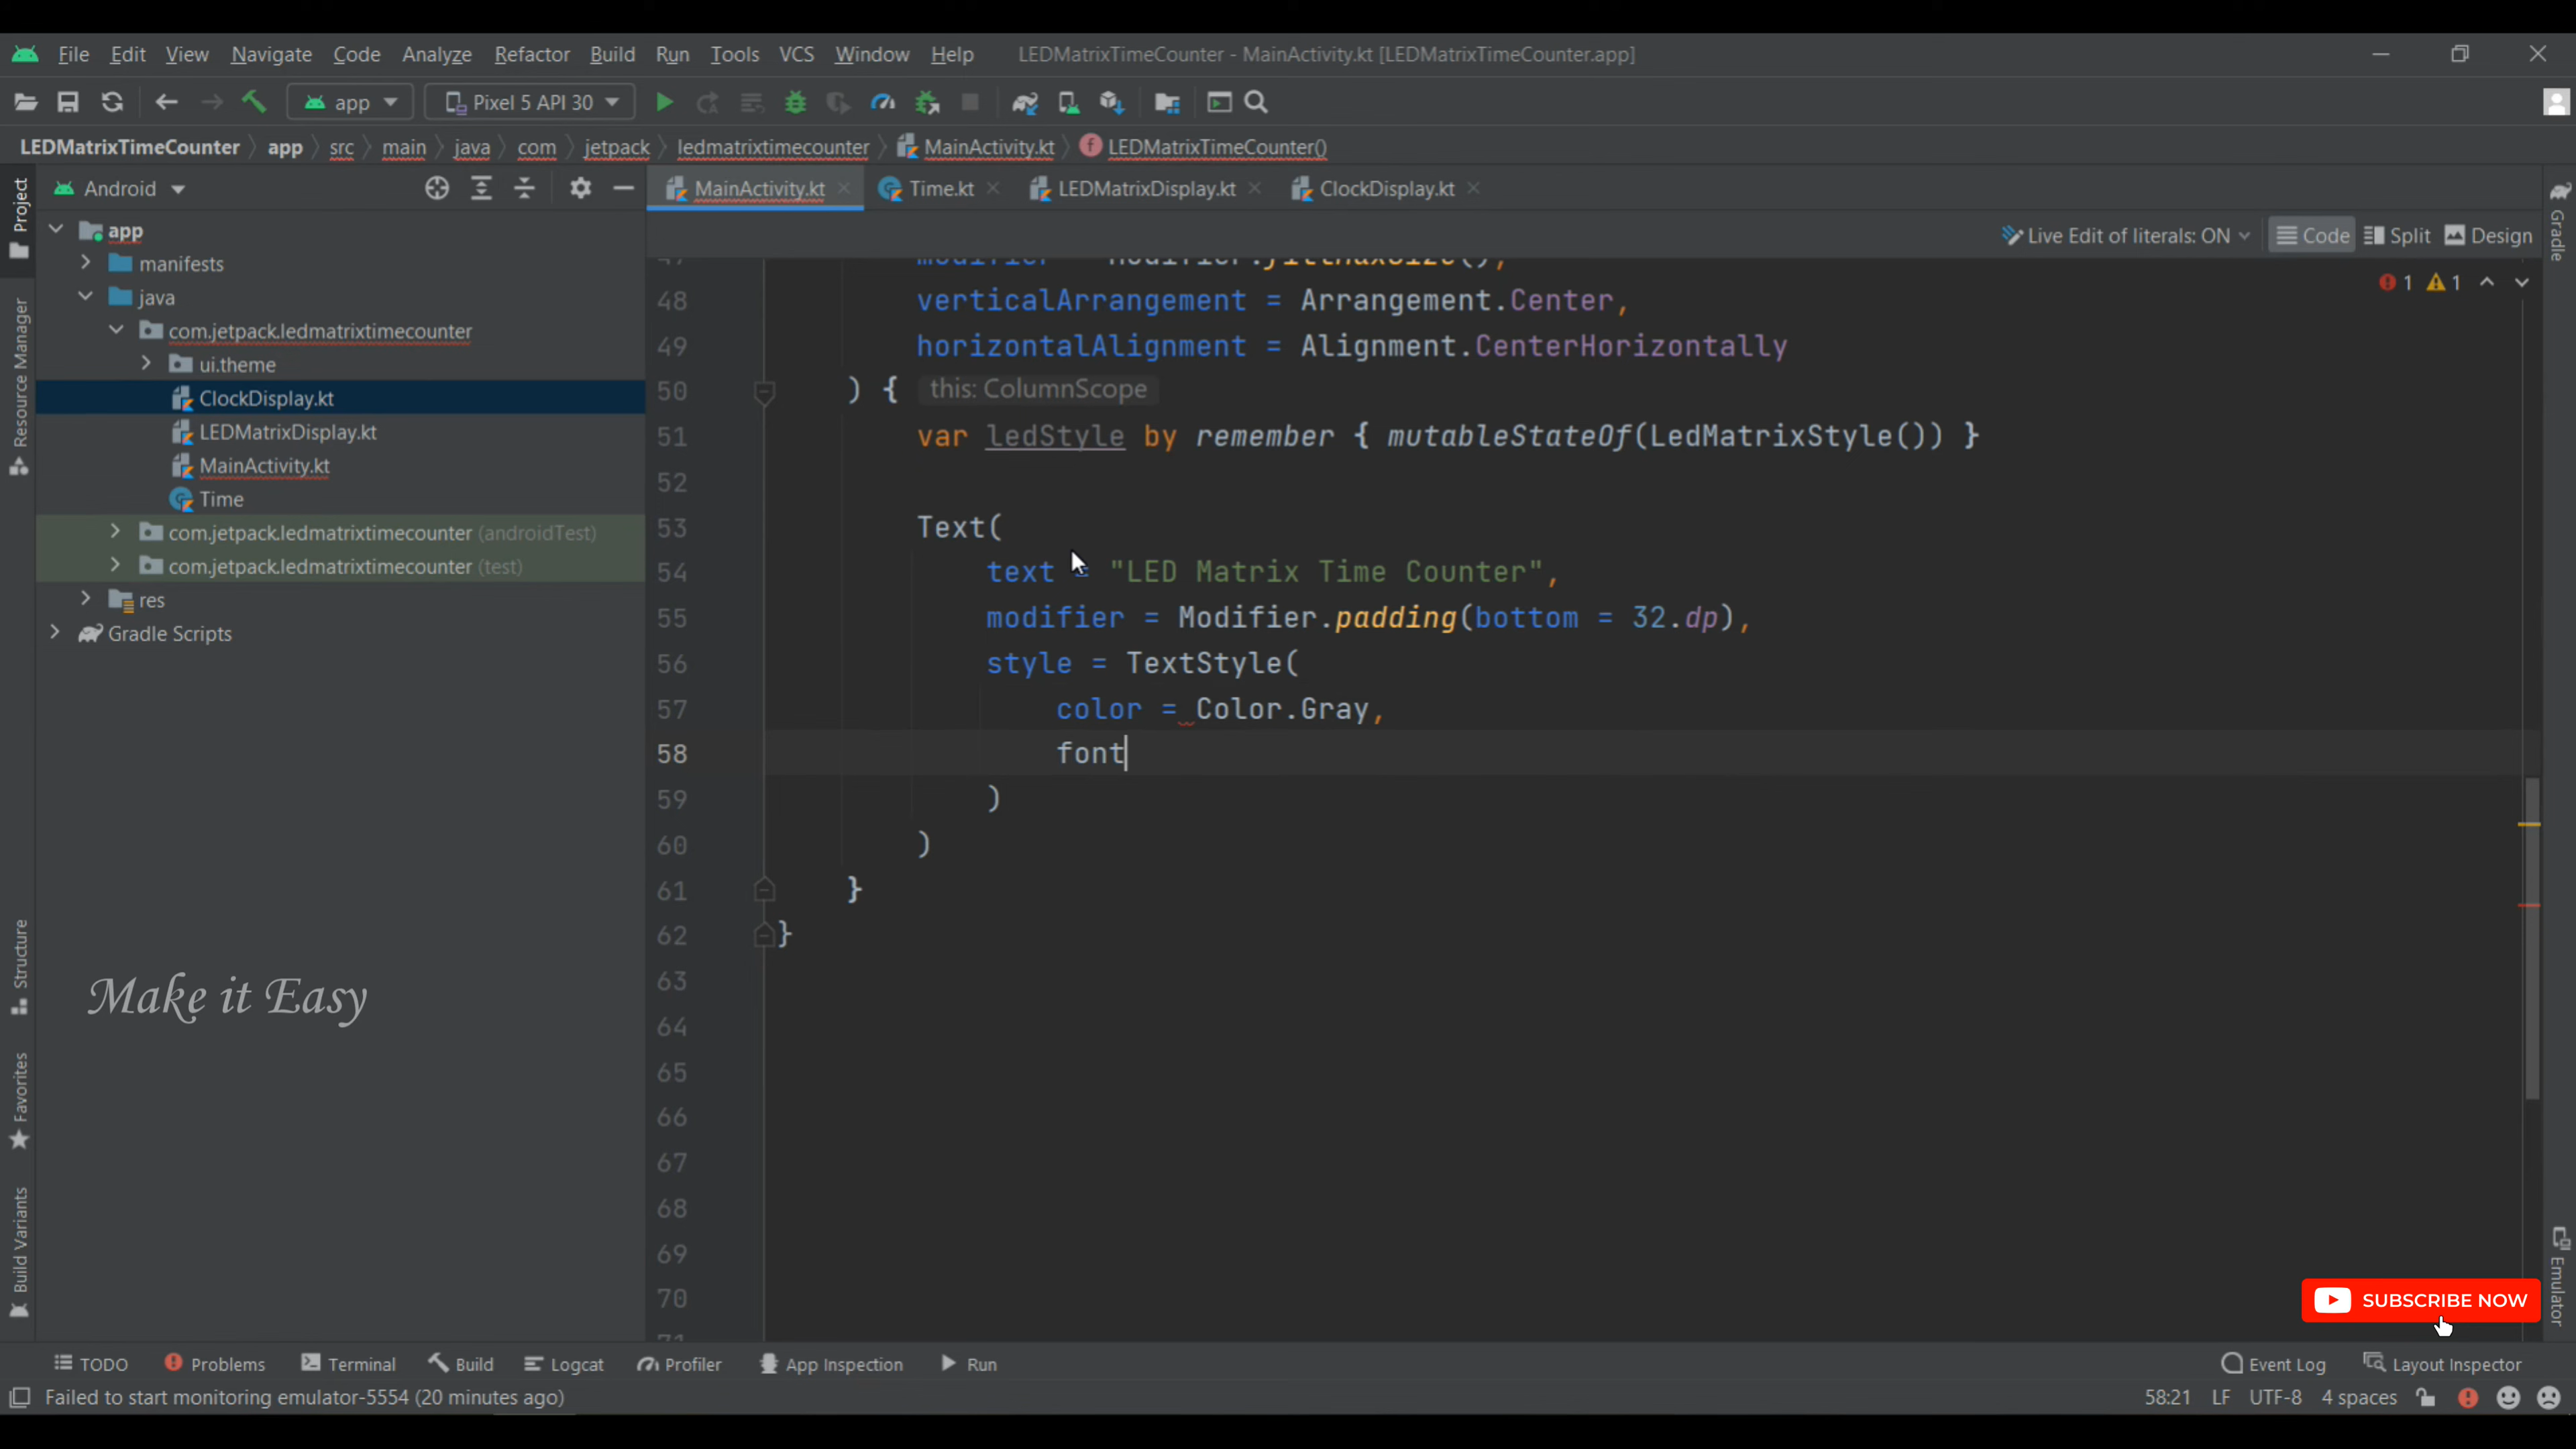 File Edit View Navigate Code Analyze Refactor Build Run Tools VCS Window Help LEDMatrixTimeCounter - MainActivity.kt [LEDMatrixTimeCounter.app]
app Pixel 5 API 30
LEDMatrixTimeCounter app src main java com jetpack ledmatrixtimecounter MainActivity.kt LEDMatrixTimeCounter()
Project
Android
MainActivity.kt Time.kt LEDMatrixDisplay.kt ClockDisplay.kt
Live Edit of literals: ON Code Split Design
Gradle
app
manifests
java
com.jetpack.ledmatrixtimecounter
ui.theme
ClockDisplay.kt
LEDMatrixDisplay.kt
MainActivity.kt
Time
com.jetpack.ledmatrixtimecounter (androidTest)
com.jetpack.ledmatrixtimecounter (test)
res
Gradle Scripts
Resource Manager
Structure
Favorites
Build Variants
Make it Easy
1 1
47 modifier = Modifier.fillMaxSize(),
48 verticalArrangement = Arrangement.Center,
49 horizontalAlignment = Alignment.CenterHorizontally
50 ) { this: ColumnScope
51 var ledStyle by remember { mutableStateOf(LedMatrixStyle()) }
52
53 Text(
54 text = "LED Matrix Time Counter",
55 modifier = Modifier.padding(bottom = 32.dp),
56 style = TextStyle(
57 color = Color.Gray,
58 font
59 )
60 )
61 }
62 }
63
64
65
66
67
68
69
70
71
Emulator
SUBSCRIBE NOW
TODO Problems Terminal Build Logcat Profiler App Inspection Run Event Log Layout Inspector
Failed to start monitoring emulator-5554 (20 minutes ago) 58:21 LF UTF-8 4 spaces